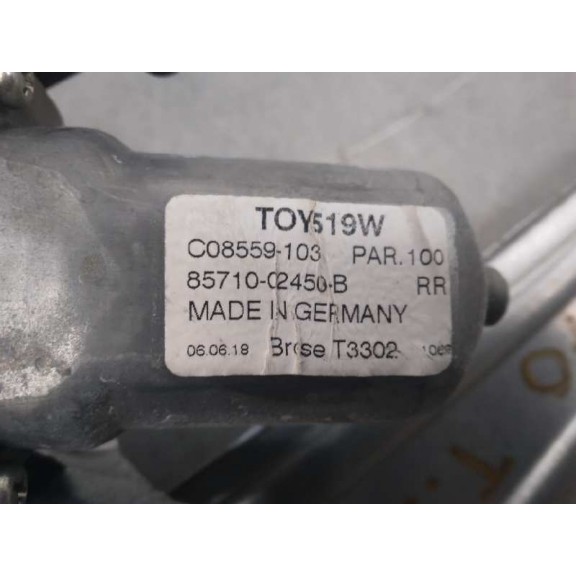 TOY519W
C08559-103 PAR.100
85710-02450-B RR
MADE IN GERMANY
06.06.18 Brose T3302